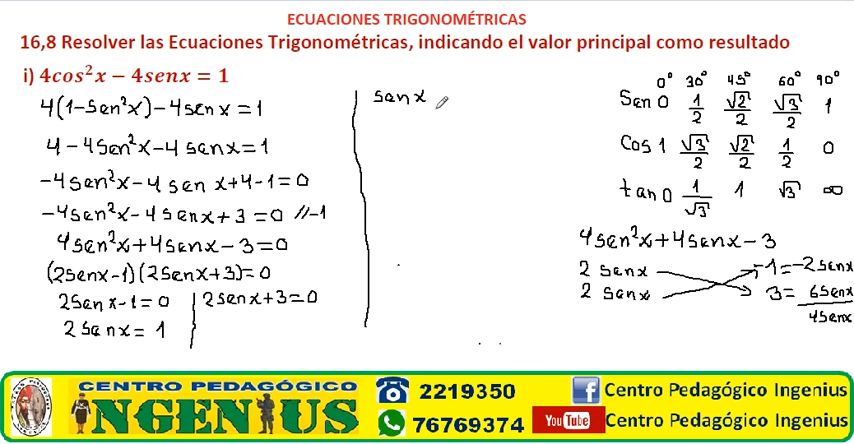 ECUACIONES TRIGONOMÉTRICAS
16,8 Resolver las Ecuaciones Trigonométricas, indicando el valor principal como resultado
i) 4cos²x − 4senx = 1
4(1-sen²x)-4sen x=1
4-4sen²x-4senx=1
-4sen²x-4sen x+4-1=0
-4sen²x-4senx+3=0 //-1
4sen²x+4senx-3=0
(2senx-1)(2senx+3)=0
2senx-1=0 | 2senx+3=0
2senx=1
senx
0° 30° 45° 60° 90°
Sen 0 1/2 √2/2 √3/2 1
Cos 1 √3/2 √2/2 1/2 0
tan 0 1/√3 1 √3 ∞
4sen²x+4senx-3
2 senx -1=-2senx
2 senx 3= 6senx
4senx
CENTRO PEDAGÓGICO
INGENIUS
2219350
76769374
Centro Pedagógico Ingenius
YouTube Centro Pedagógico Ingenius